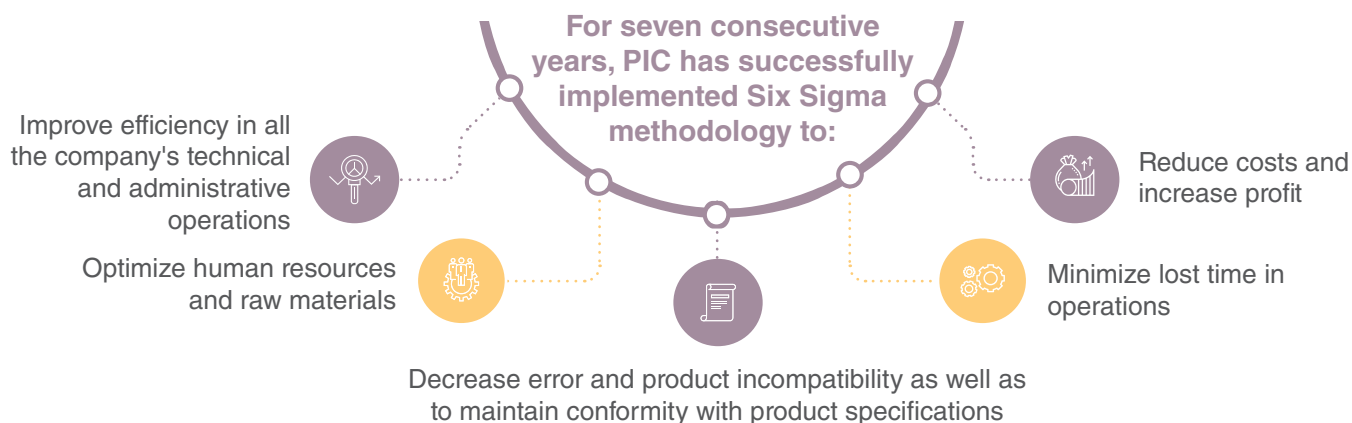 For seven consecutive
years, PIC has successfully
implemented Six Sigma
methodology to:
Improve efficiency in all
the company's technical
and administrative
operations
Optimize human resources
and raw materials
Decrease error and product incompatibility as well as
to maintain conformity with product specifications
Minimize lost time in
operations
Reduce costs and
increase profit